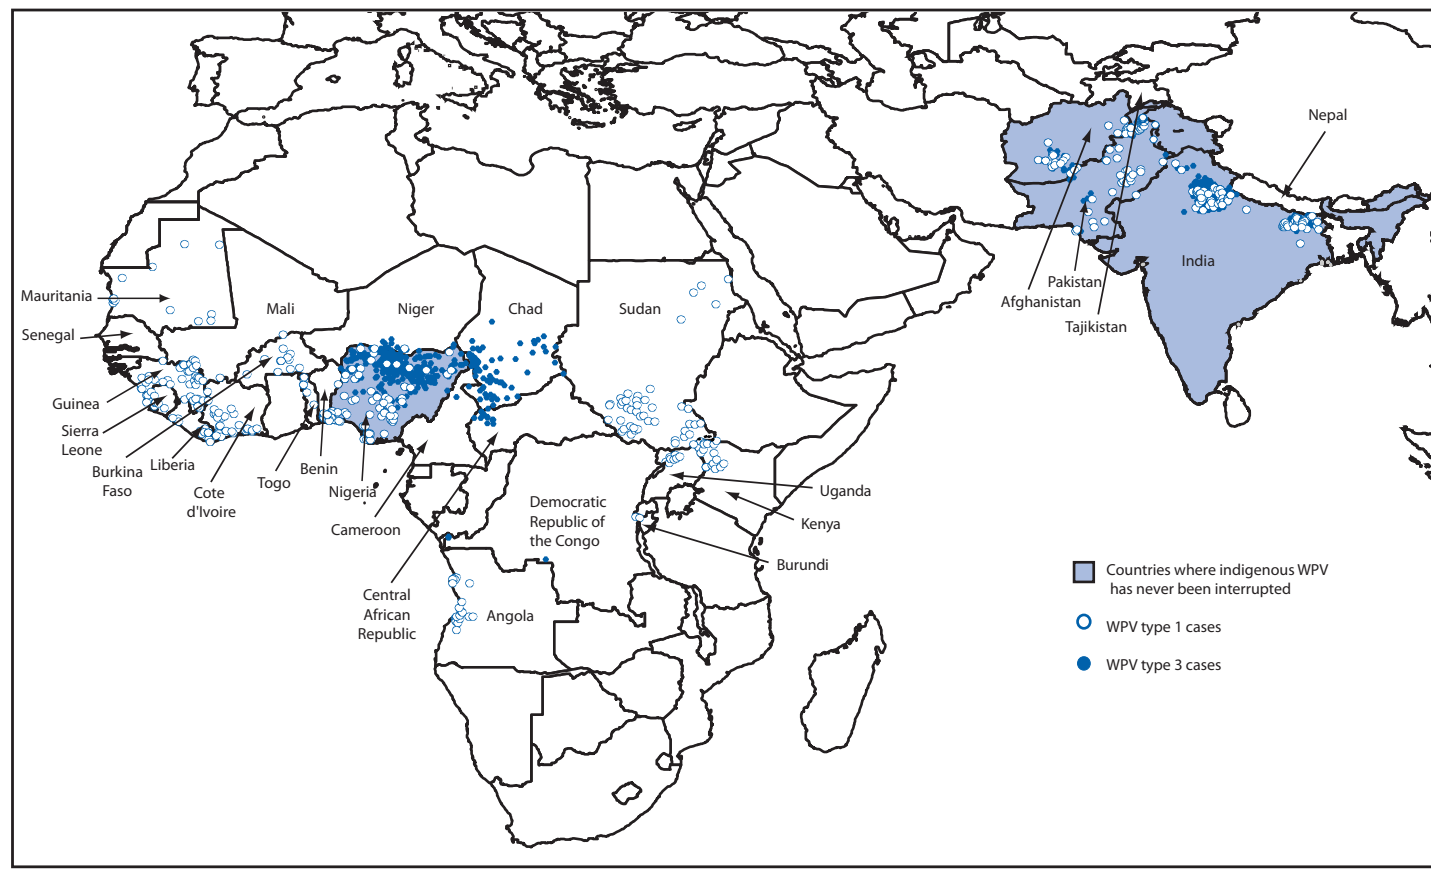 Nepal
India
Pakistan
Afghanistan
Tajikistan
Mauritania
Mali
Niger
Chad
Sudan
Senegal
Guinea
Sierra
Leone
Burkina
Faso
Liberia
Cote
d'Ivoire
Togo
Benin
Nigeria
Cameroon
Central
African
Republic
Democratic
Republic of
the Congo
Uganda
Kenya
Burundi
Angola
Countries where indigenous WPV
has never been interrupted
WPV type 1 cases
WPV type 3 cases